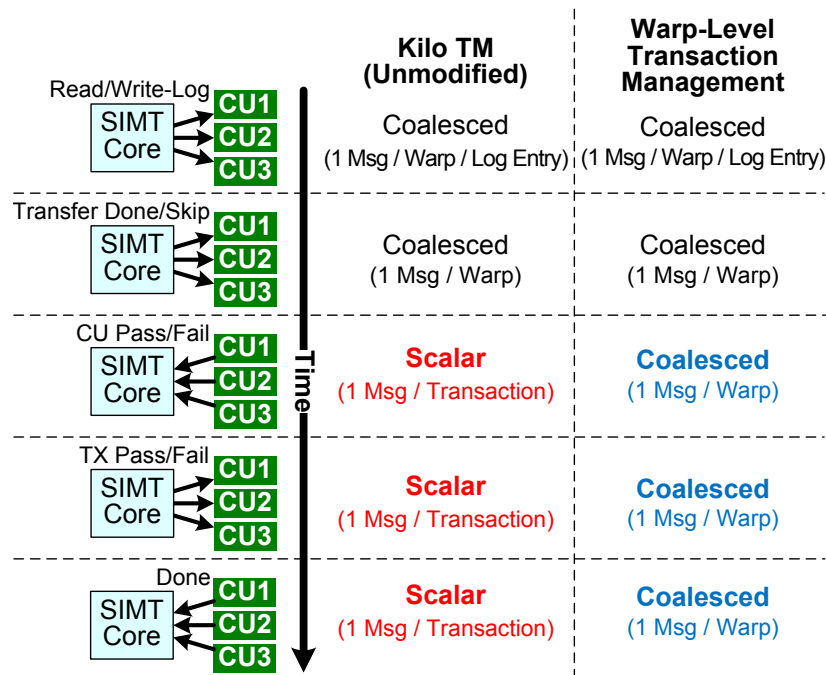 Kilo TM
(Unmodified)
Warp-Level
Transaction
Management
Read/Write-Log
SIMT
Core
CU1
CU2
CU3
Coalesced
(1 Msg / Warp / Log Entry)
Coalesced
(1 Msg / Warp / Log Entry)
Transfer Done/Skip
SIMT
Core
CU1
CU2
CU3
Coalesced
(1 Msg / Warp)
Coalesced
(1 Msg / Warp)
CU Pass/Fail
SIMT
Core
CU1
CU2
CU3
Time
Scalar
(1 Msg / Transaction)
Coalesced
(1 Msg / Warp)
TX Pass/Fail
SIMT
Core
CU1
CU2
CU3
Scalar
(1 Msg / Transaction)
Coalesced
(1 Msg / Warp)
Done
SIMT
Core
CU1
CU2
CU3
Scalar
(1 Msg / Transaction)
Coalesced
(1 Msg / Warp)